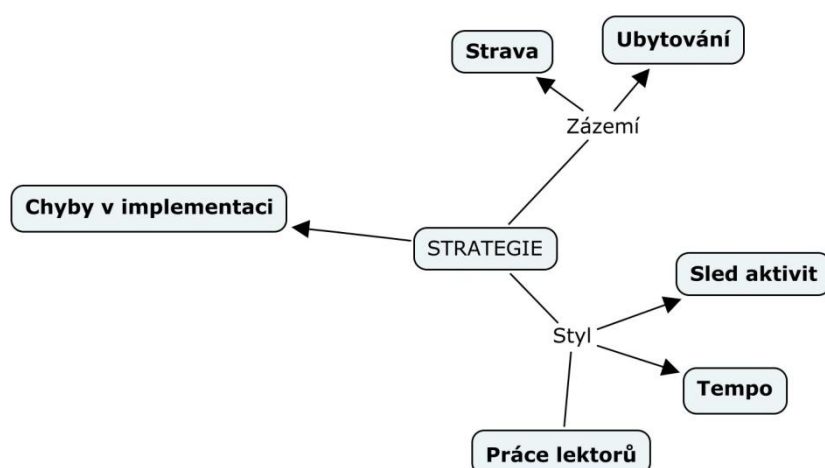 Ubytování
Strava
Zázemí
Chyby v implementaci
STRATEGIE
Sled aktivit
Styl
Tempo
Práce lektorů